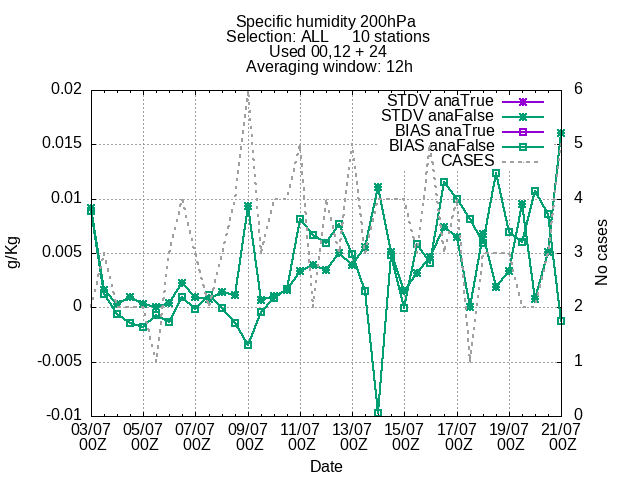 Specific humidity 200hPa
Selection: ALL 10 stations
Used 00,12 + 24
Averaging window: 12h
STDV anaTrue
STDV anaFalse
BIAS anaTrue
BIAS anaFalse
CASES
0.02
0.015
0.01
0.005
0
-0.005
-0.01
g/Kg
6
5
4
3
2
1
0
No cases
03/07 05/07 07/07 09/07 11/07 13/07 15/07 17/07 19/07 21/07
00Z 00Z 00Z 00Z 00Z 00Z 00Z 00Z 00Z 00Z
Date